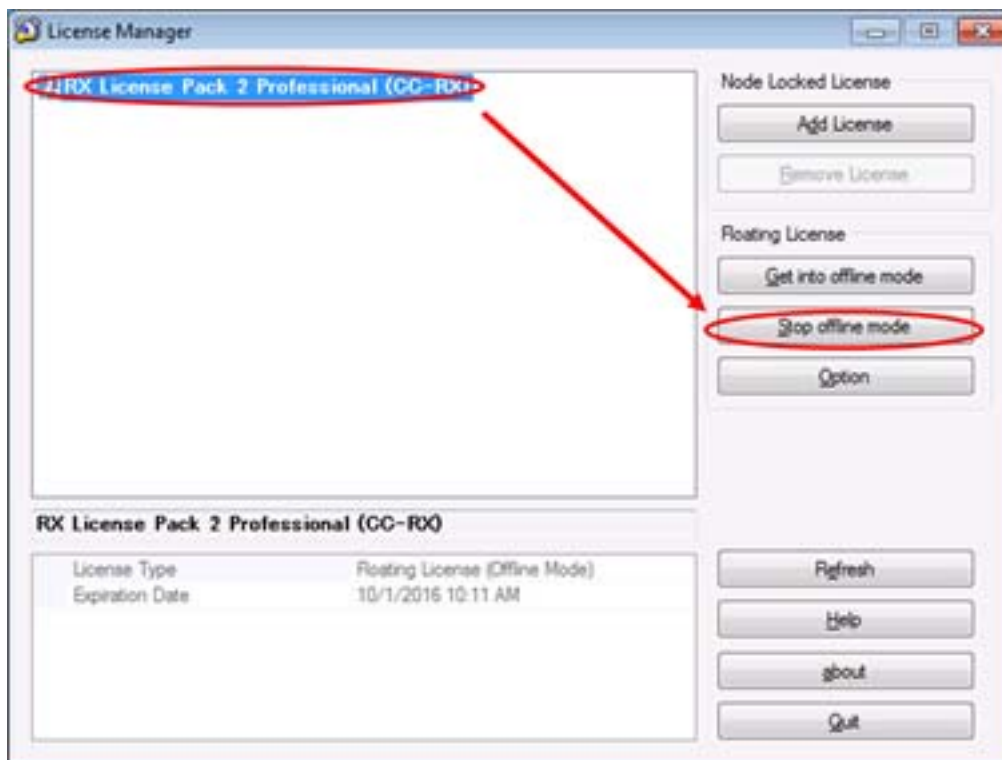 License Manager
RX License Pack 2 Professional (CC-RX)
Node Locked License
Add License
Remove License
Floating License
Get into offline mode
Stop offline mode
Option
RX License Pack 2 Professional (CC-RX)
License Type Floating License (Offline Mode)
Expiration Date 10/1/2016 10:11 AM
Refresh
Help
about
Quit